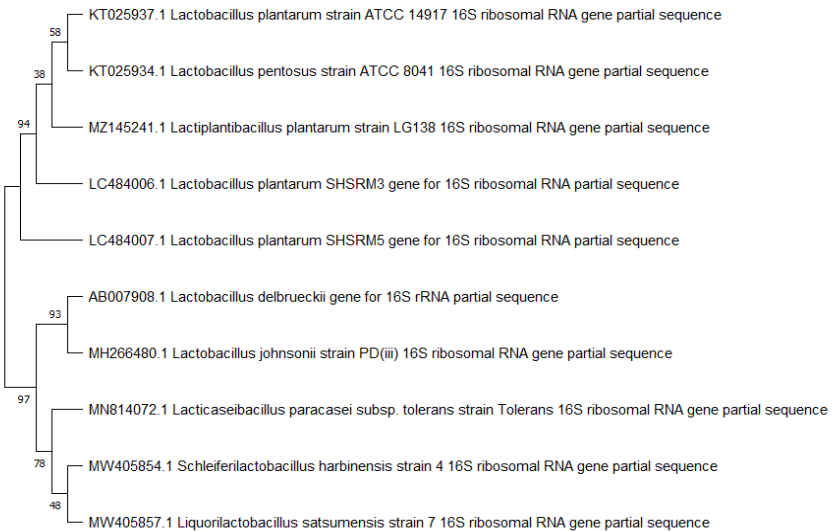 KT025937.1 Lactobacillus plantarum strain ATCC 14917 16S ribosomal RNA gene partial sequence
58
KT025934.1 Lactobacillus pentosus strain ATCC 8041 16S ribosomal RNA gene partial sequence
38
MZ145241.1 Lactiplantibacillus plantarum strain LG138 16S ribosomal RNA gene partial sequence
94
LC484006.1 Lactobacillus plantarum SHSRM3 gene for 16S ribosomal RNA partial sequence
LC484007.1 Lactobacillus plantarum SHSRM5 gene for 16S ribosomal RNA partial sequence
AB007908.1 Lactobacillus delbrueckii gene for 16S rRNA partial sequence
93
MH266480.1 Lactobacillus johnsonii strain PD(iii) 16S ribosomal RNA gene partial sequence
97
MN814072.1 Lacticaseibacillus paracasei subsp. tolerans strain Tolerans 16S ribosomal RNA gene partial sequence
78
MW405854.1 Schleiferilactobacillus harbinensis strain 4 16S ribosomal RNA gene partial sequence
48
MW405857.1 Liquorilactobacillus satsumensis strain 7 16S ribosomal RNA gene partial sequence